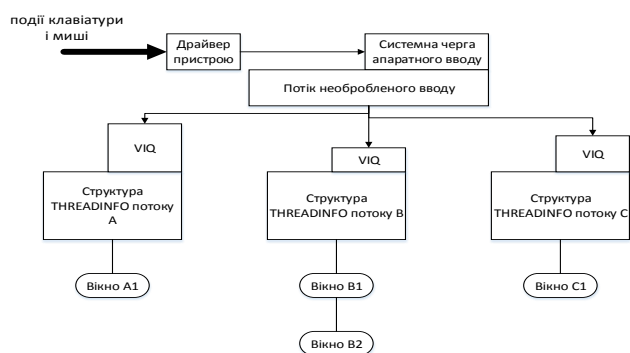 події клавіатури
і миші
Драйвер
пристрою
Системна черга
апаратного вводу
Потік необробленого вводу
VIQ
VIQ
VIQ
Структура
THREADINFO потоку
A
Структура
THREADINFO потоку B
Структура
THREADINFO потоку C
Вікно A1
Вікно B1
Вікно C1
Вікно B2